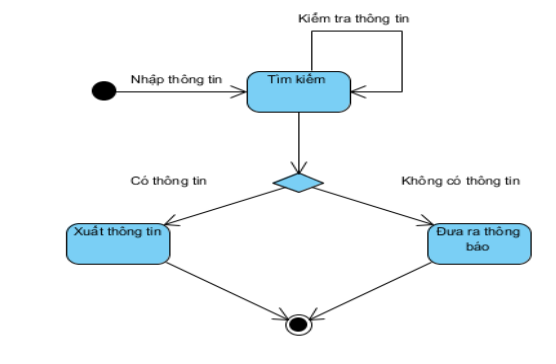 Kiểm tra thông tin
Nhập thông tin
Tìm kiếm
Có thông tin
Không có thông tin
Xuất thông tin
Đưa ra thông
báo